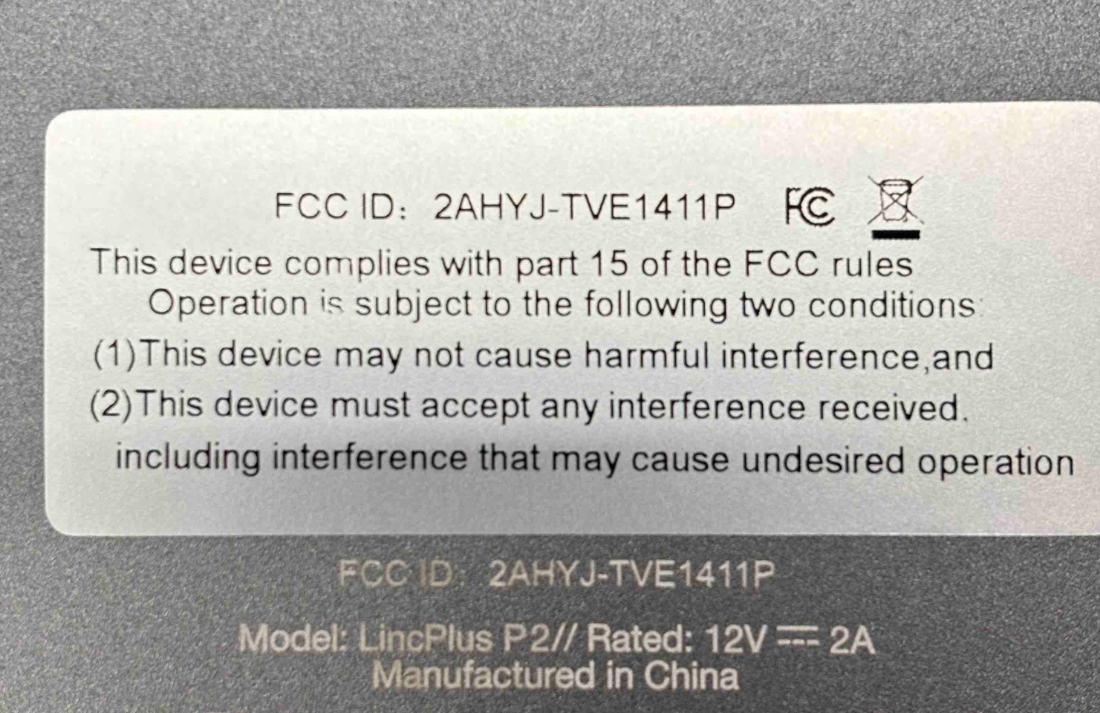 FCC ID: 2AHYJ-TVE1411P FC
This device complies with part 15 of the FCC rules
Operation is subject to the following two conditions:
(1)This device may not cause harmful interference,and
(2)This device must accept any interference received.
including interference that may cause undesired operation
FCC ID: 2AHYJ-TVE1411P
Model: LincPlus P2// Rated: 12V ⎓ 2A
Manufactured in China